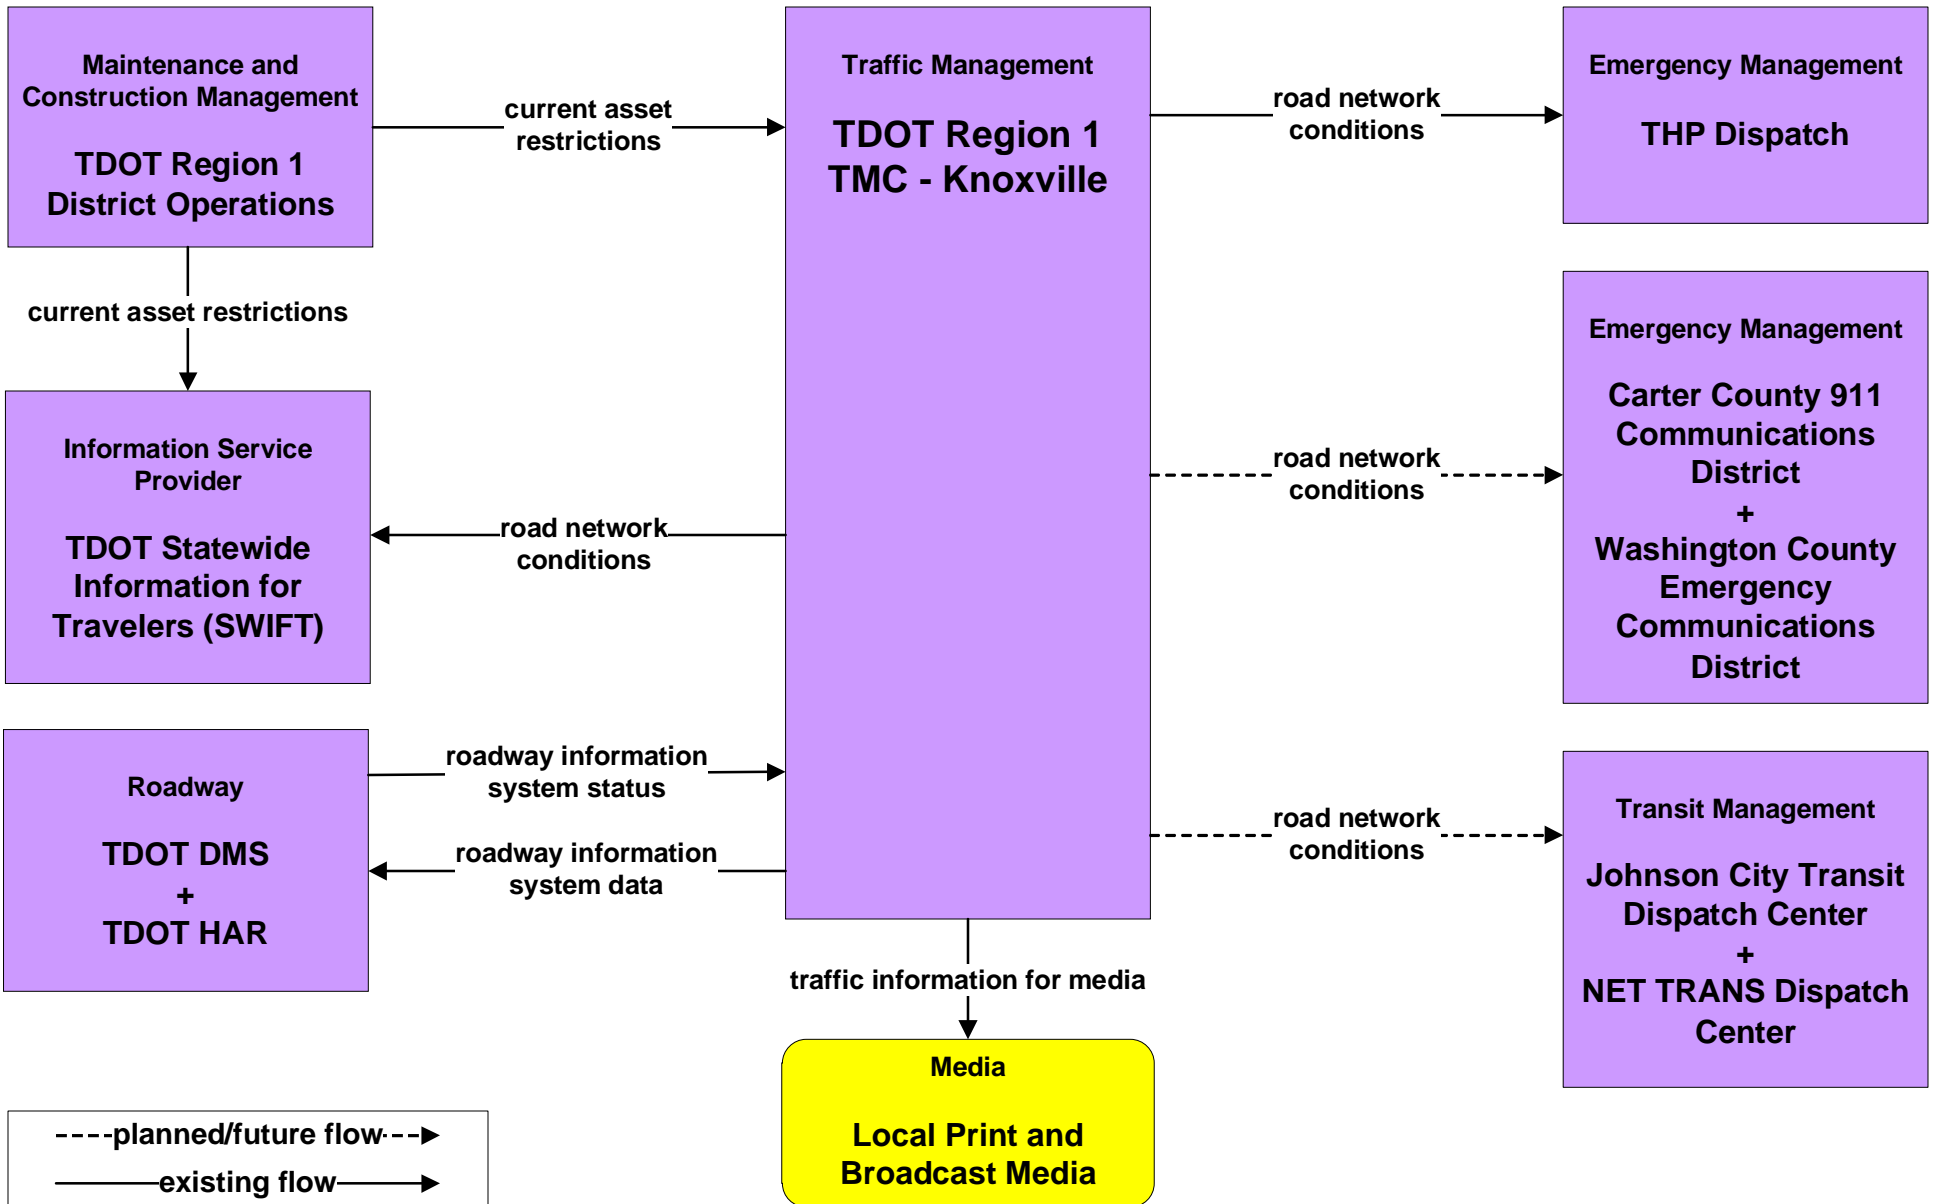 Maintenance and
Construction Management
TDOT Region 1
District Operations
current asset
restrictions
Traffic Management
TDOT Region 1
TMC - Knoxville
road network
conditions
Emergency Management
THP Dispatch
current asset restrictions
Information Service
Provider
TDOT Statewide
Information for
Travelers (SWIFT)
road network
conditions
road network
conditions
Emergency Management
Carter County 911
Communications
District
+
Washington County
Emergency
Communications
District
Roadway
TDOT DMS
+
TDOT HAR
roadway information
system status
roadway information
system data
road network
conditions
Transit Management
Johnson City Transit
Dispatch Center
+
NET TRANS Dispatch
Center
traffic information for media
Media
Local Print and
Broadcast Media
planned/future flow
existing flow